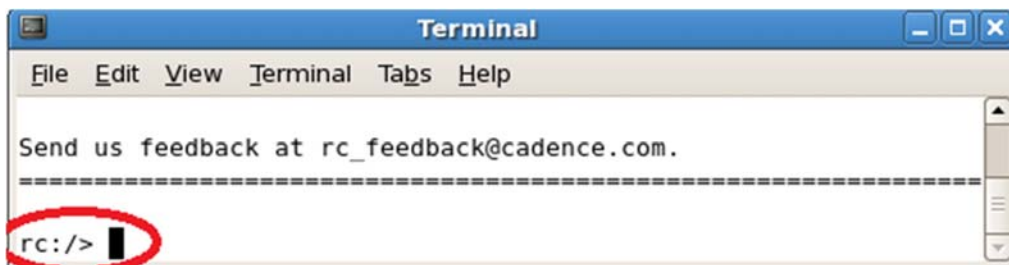 Terminal
File Edit View Terminal Tabs Help
Send us feedback at rc_feedback@cadence.com.
================================================================
rc:/>